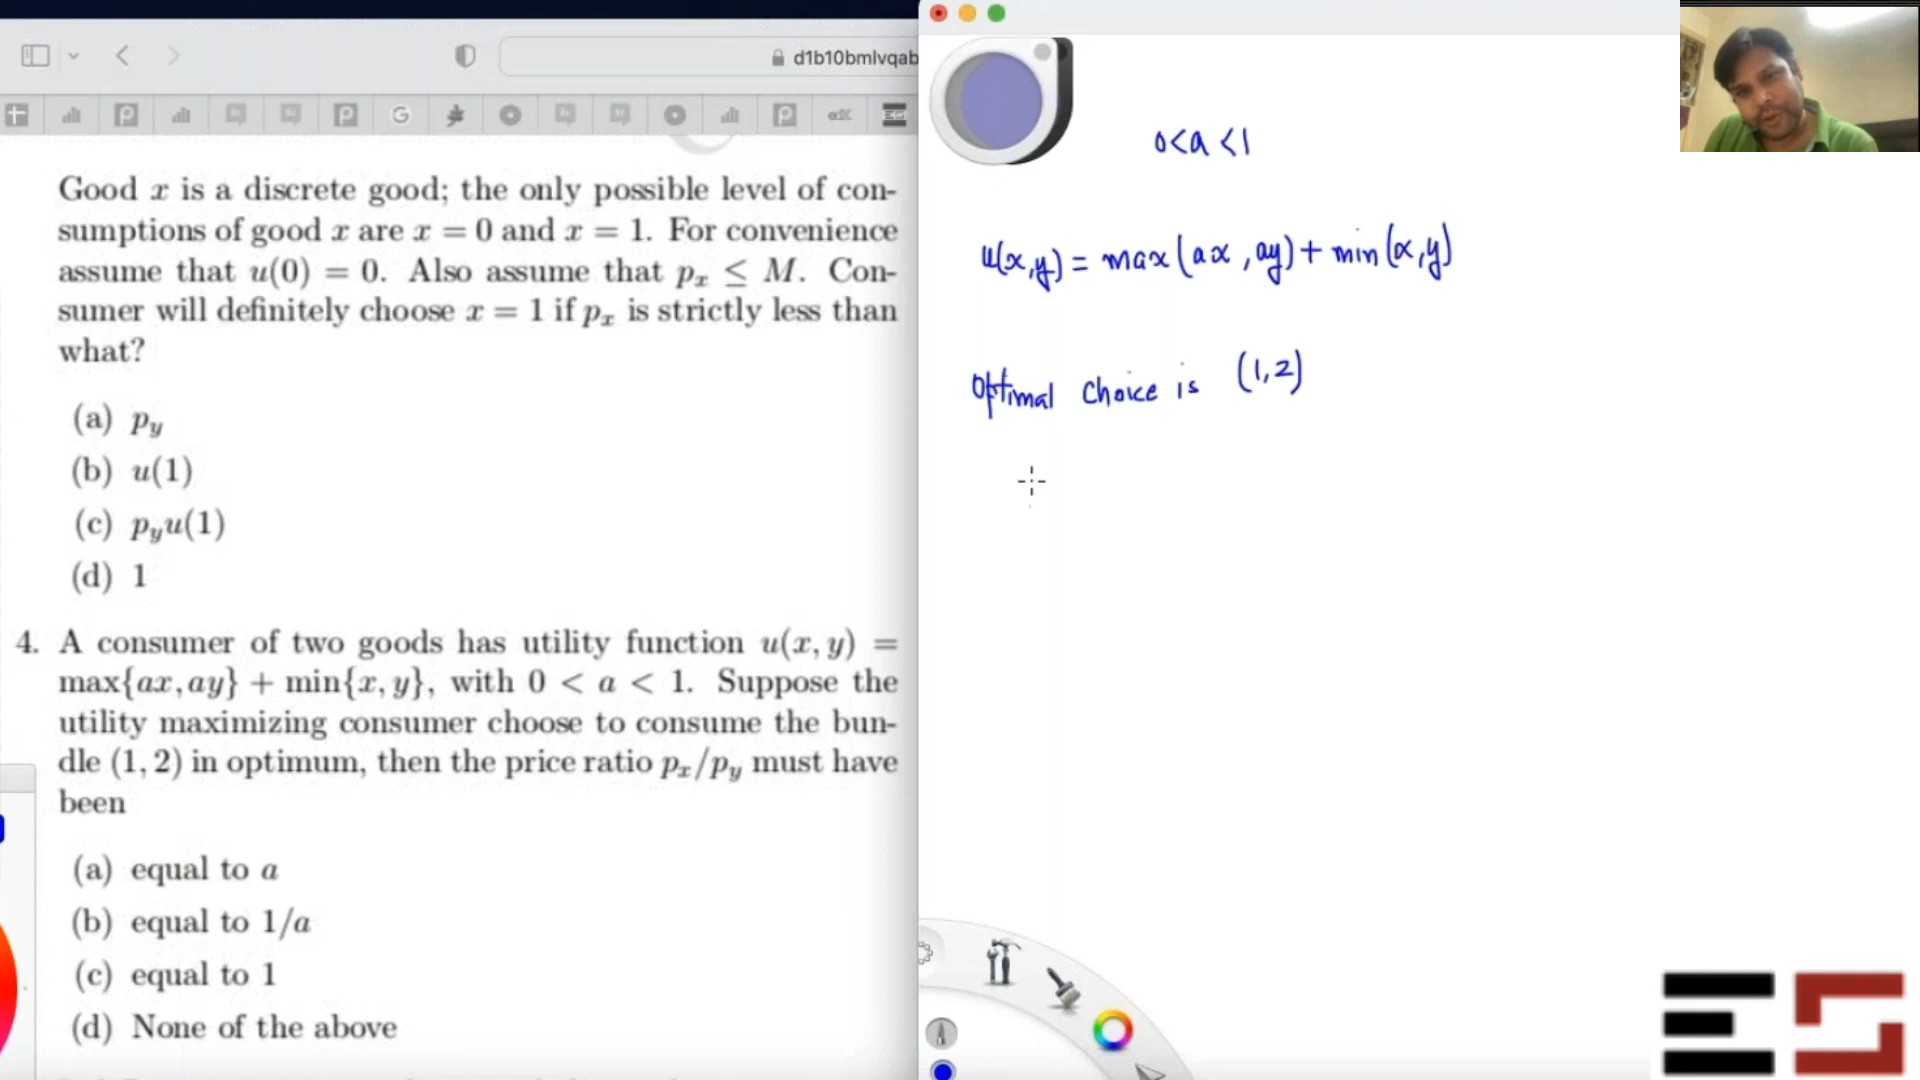 d1b10bmlvqab
Good x is a discrete good; the only possible level of con-
sumptions of good x are x = 0 and x = 1. For convenience
assume that u(0) = 0. Also assume that pₓ ≤ M. Con-
sumer will definitely choose x = 1 if pₓ is strictly less than
what?
(a) p_y
(b) u(1)
(c) p_yu(1)
(d) 1
4. A consumer of two goods has utility function u(x, y) =
max{ax, ay} + min{x, y}, with 0 < a < 1. Suppose the
utility maximizing consumer choose to consume the bun-
dle (1, 2) in optimum, then the price ratio pₓ/p_y must have
been
(a) equal to a
(b) equal to 1/a
(c) equal to 1
(d) None of the above
0<a<1
u(x,y) = max(ax, ay) + min(x,y)
Optimal Choice is (1,2)
ES